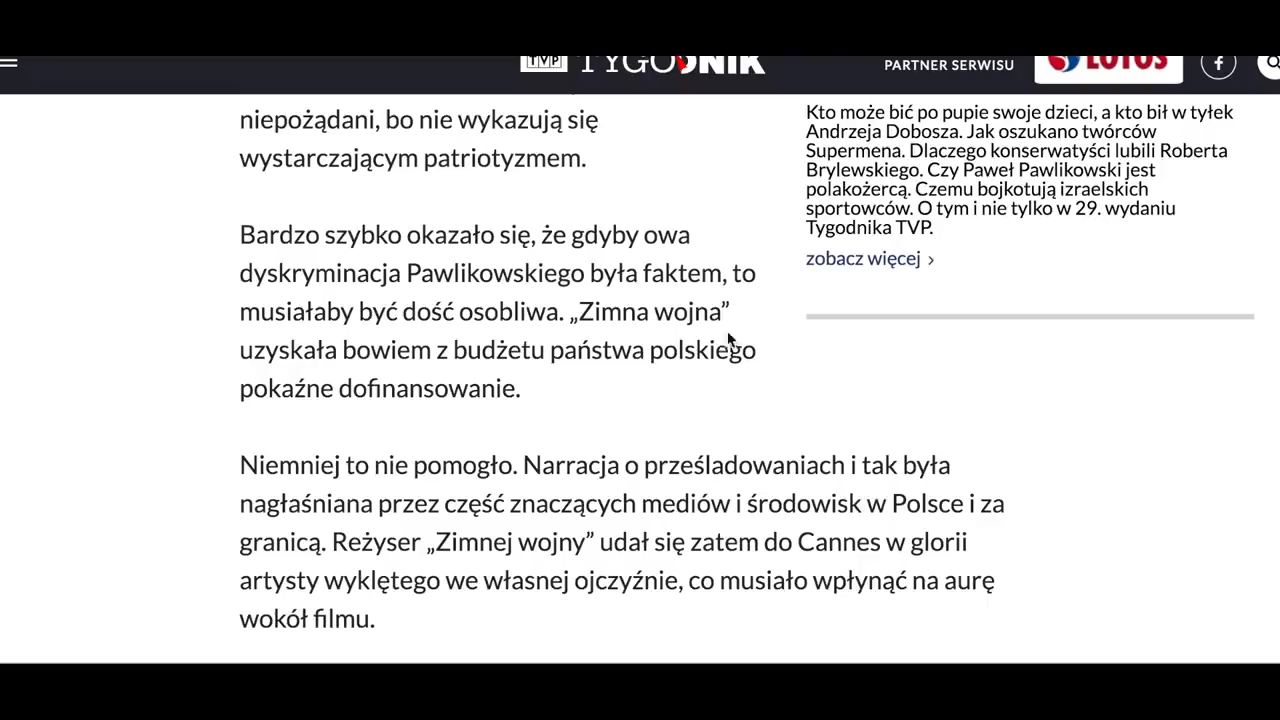 TVP TYGODNIK
PARTNER SERWISU
LOTOS
f
niepożądani, bo nie wykazują się
wystarczającym patriotyzmem.
Bardzo szybko okazało się, że gdyby owa
dyskryminacja Pawlikowskiego była faktem, to
musiałaby być dość osobliwa. „Zimna wojna”
uzyskała bowiem z budżetu państwa polskiego
pokaźne dofinansowanie.
Niemniej to nie pomogło. Narracja o prześladowaniach i tak była
nagłaśniana przez część znaczących mediów i środowisk w Polsce i za
granicą. Reżyser „Zimnej wojny” udał się zatem do Cannes w glorii
artysty wyklętego we własnej ojczyźnie, co musiało wpłynąć na aurę
wokół filmu.
Kto może bić po pupie swoje dzieci, a kto bił w tyłek
Andrzeja Dobosza. Jak oszukano twórców
Supermena. Dlaczego konserwatyści lubili Roberta
Brylewskiego. Czy Paweł Pawlikowski jest
polakożercą. Czemu bojkotują izraelskich
sportowców. O tym i nie tylko w 29. wydaniu
Tygodnika TVP.
zobacz więcej ›